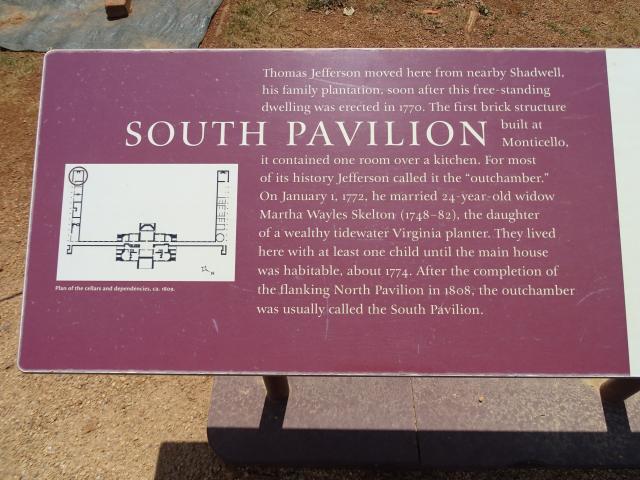 Thomas Jefferson moved here from nearby Shadwell,
his family plantation, soon after this free-standing
dwelling was erected in 1770. The first brick structure
SOUTH PAVILION
built at
Monticello,
it contained one room over a kitchen. For most
of its history Jefferson called it the “outchamber.”
On January 1, 1772, he married 24-year-old widow
Martha Wayles Skelton (1748–82), the daughter
of a wealthy tidewater Virginia planter. They lived
here with at least one child until the main house
was habitable, about 1774. After the completion of
the flanking North Pavilion in 1808, the outchamber
was usually called the South Pavilion.
N
Plan of the cellars and dependencies, ca. 1809.